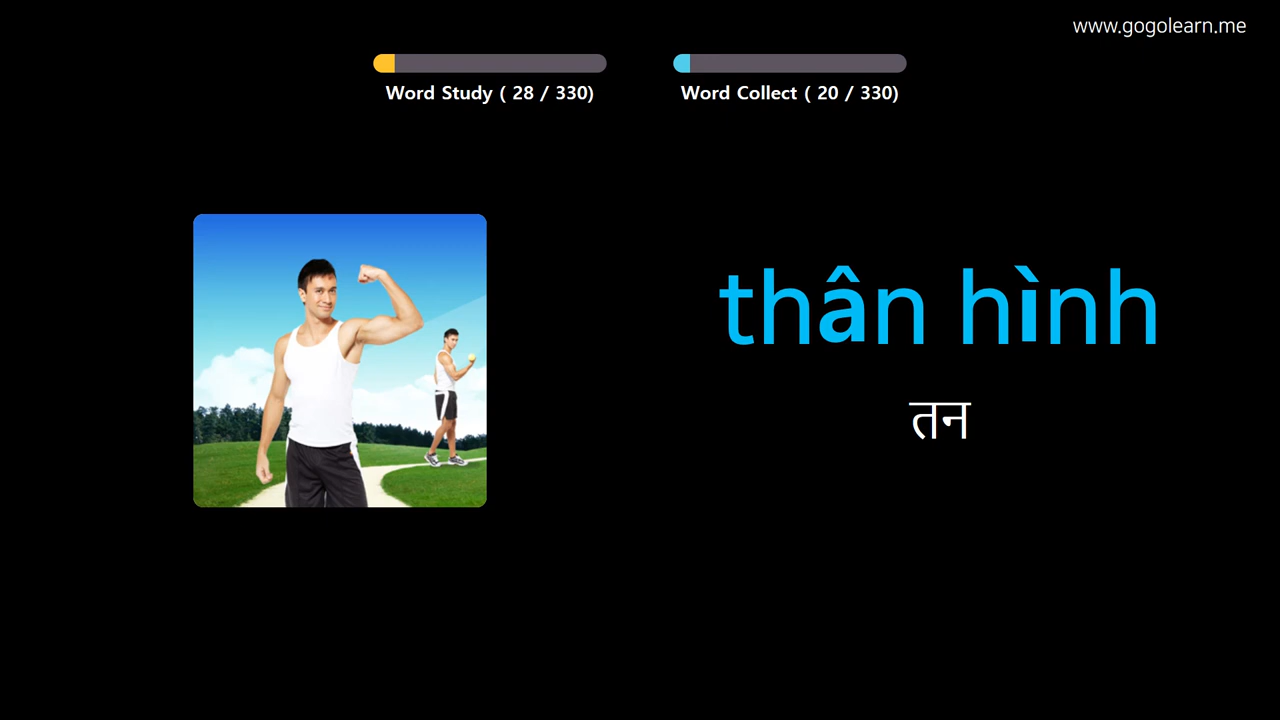 www.gogolearn.me
Word Study ( 28 / 330)
Word Collect ( 20 / 330)
thân hình
तन